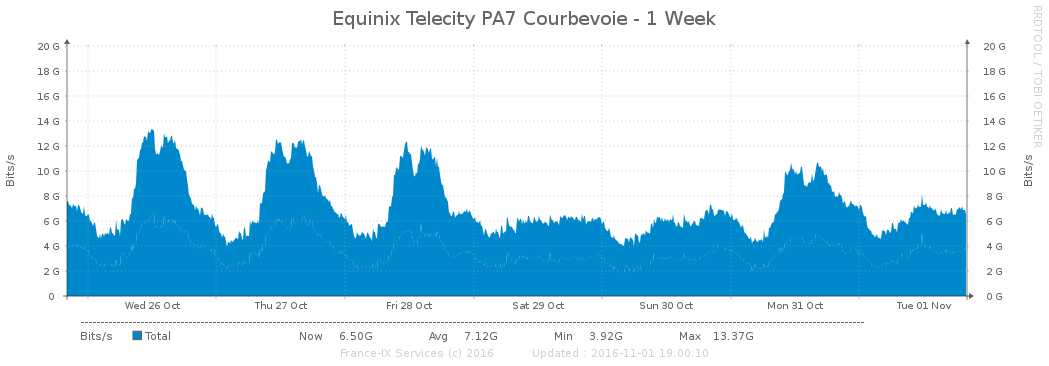 Equinix Telecity PA7 Courbevoie - 1 Week
RRDTOOL / TOBI OETIKER
Bits/s
20 G 20 G
18 G 18 G
16 G 16 G
14 G 14 G
12 G 12 G
10 G 10 G
8 G 8 G
6 G 6 G
4 G 4 G
2 G 2 G
0 0 G
Bits/s
Wed 26 Oct Thu 27 Oct Fri 28 Oct Sat 29 Oct Sun 30 Oct Mon 31 Oct Tue 01 Nov
Bits/s Total Now 6.50G Avg 7.12G Min 3.92G Max 13.37G
France-IX Services (c) 2016 Updated : 2016-11-01 19:00:10